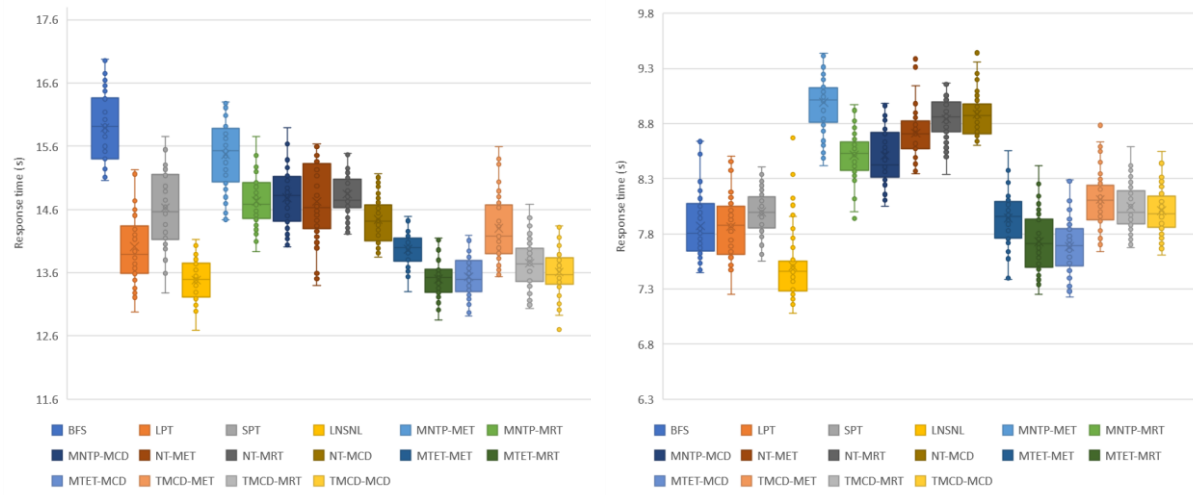 17.6
16.6
15.6
14.6
13.6
12.6
11.6
Response time (s)
BFS LPT SPT LNSNL MNTP-MET MNTP-MRT
MNTP-MCD NT-MET NT-MRT NT-MCD MTET-MET MTET-MRT
MTET-MCD TMCD-MET TMCD-MRT TMCD-MCD
9.8
9.3
8.8
8.3
7.8
7.3
6.8
6.3
Response time (s)
BFS LPT SPT LNSNL MNTP-MET MNTP-MRT
MNTP-MCD NT-MET NT-MRT NT-MCD MTET-MET MTET-MRT
MTET-MCD TMCD-MET TMCD-MRT TMCD-MCD